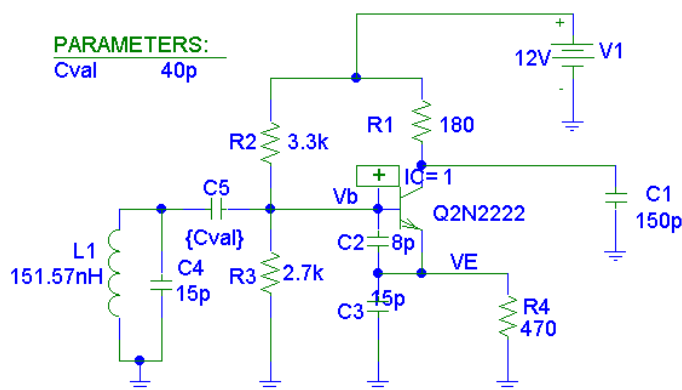 PARAMETERS:
Cval 40p
+
12V V1
-
R1 180
R2 3.3k
+
IC= 1
C5
Vb
Q2N2222
C1
150p
{Cval}
C2 8p
L1
151.57nH
C4
15p
R3 2.7k
VE
C3 15p
R4
470